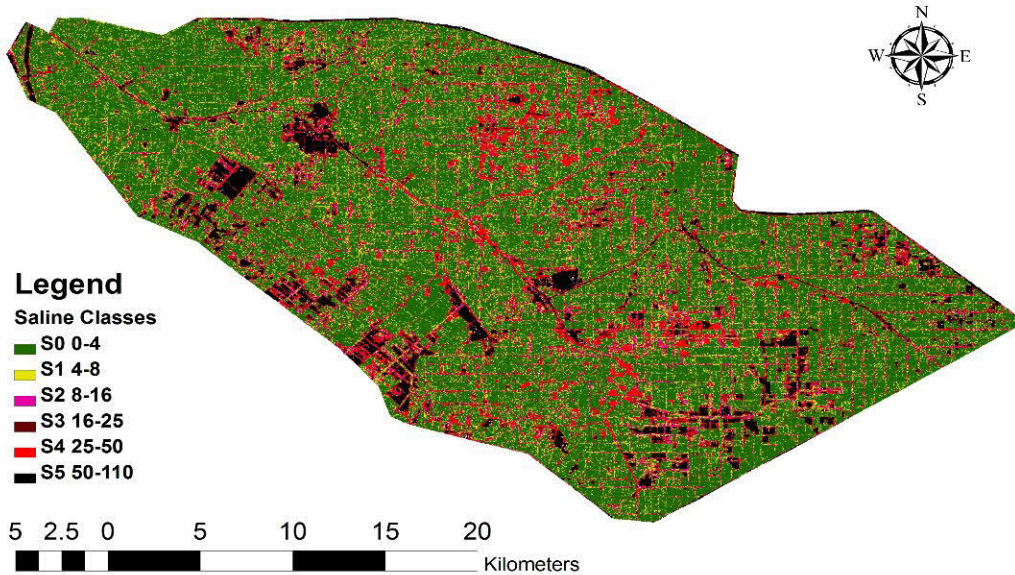 N
W E
S
Legend
Saline Classes
S0 0-4
S1 4-8
S2 8-16
S3 16-25
S4 25-50
S5 50-110
5 2.5 0 5 10 15 20
Kilometers